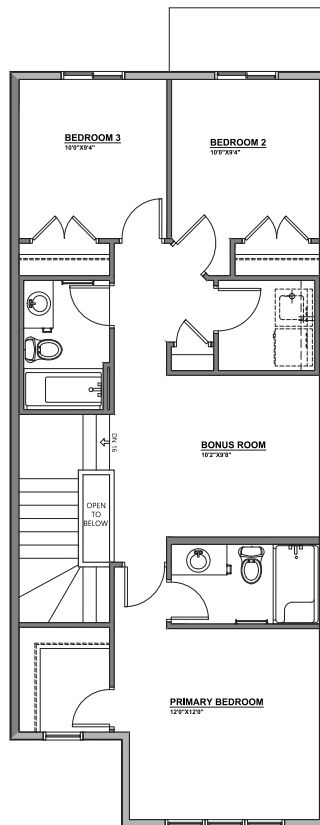 BEDROOM 3
10'0"X9'4"
BEDROOM 2
10'0"X9'4"
DN 16
OPEN
TO
BELOW
BONUS ROOM
10'2"X9'8"
PRIMARY BEDROOM
12'0"X12'0"